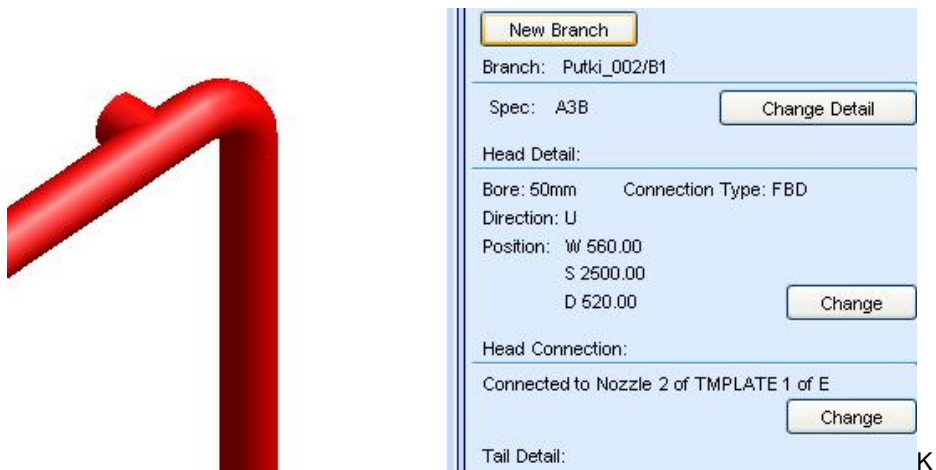 New Branch
Branch: Putki_002/B1
Spec: A3B Change Detail
Head Detail:
Bore: 50mm Connection Type: FBD
Direction: U
Position: W 560.00
S 2500.00
D 520.00 Change
Head Connection:
Connected to Nozzle 2 of TMPLATE 1 of E
Change
Tail Detail:
K